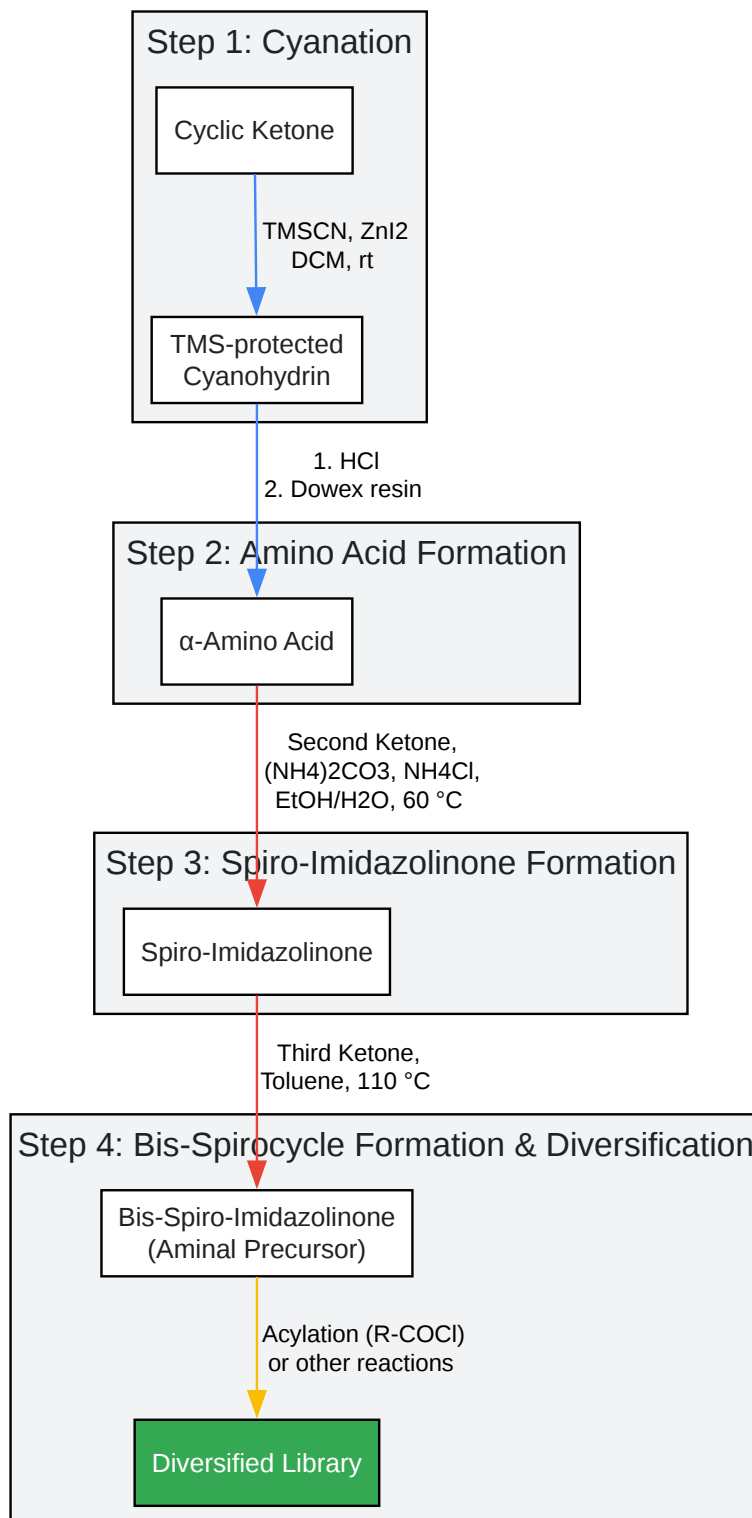 Step 1: Cyanation
Cyclic Ketone
TMSCN, ZnI2
DCM, rt
TMS-protected
Cyanohydrin
1. HCl
2. Dowex resin
Step 2: Amino Acid Formation
α-Amino Acid
Second Ketone,
(NH4)2CO3, NH4Cl,
EtOH/H2O, 60 °C
Step 3: Spiro-Imidazolinone Formation
Spiro-Imidazolinone
Third Ketone,
Toluene, 110 °C
Step 4: Bis-Spirocycle Formation & Diversification
Bis-Spiro-Imidazolinone
(Aminal Precursor)
Acylation (R-COCl)
or other reactions
Diversified Library